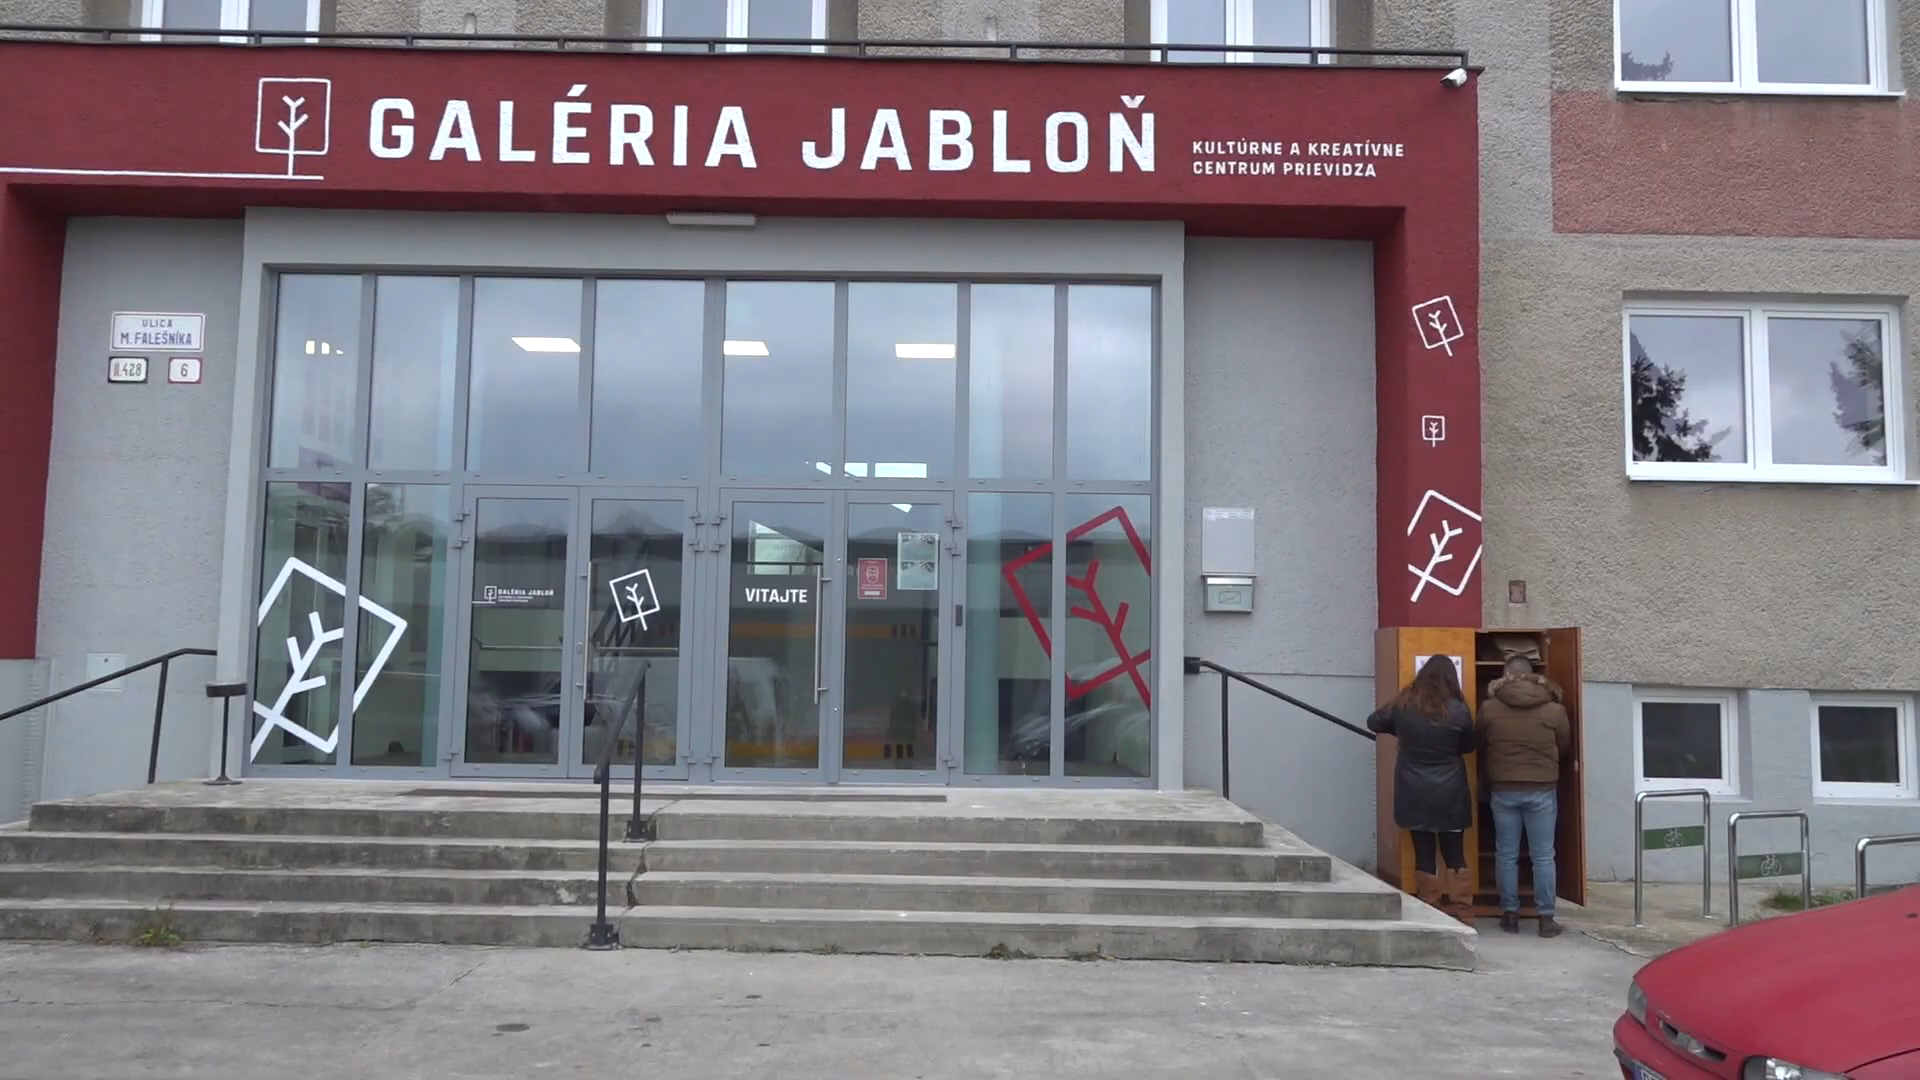 GALÉRIA JABLOŇ
KULTÚRNE A KREATÍVNE
CENTRUM PRIEVIDZA
ULICA
M. FALEŠNÍKA
II.428
6
GALÉRIA JABLOŇ
VITAJTE